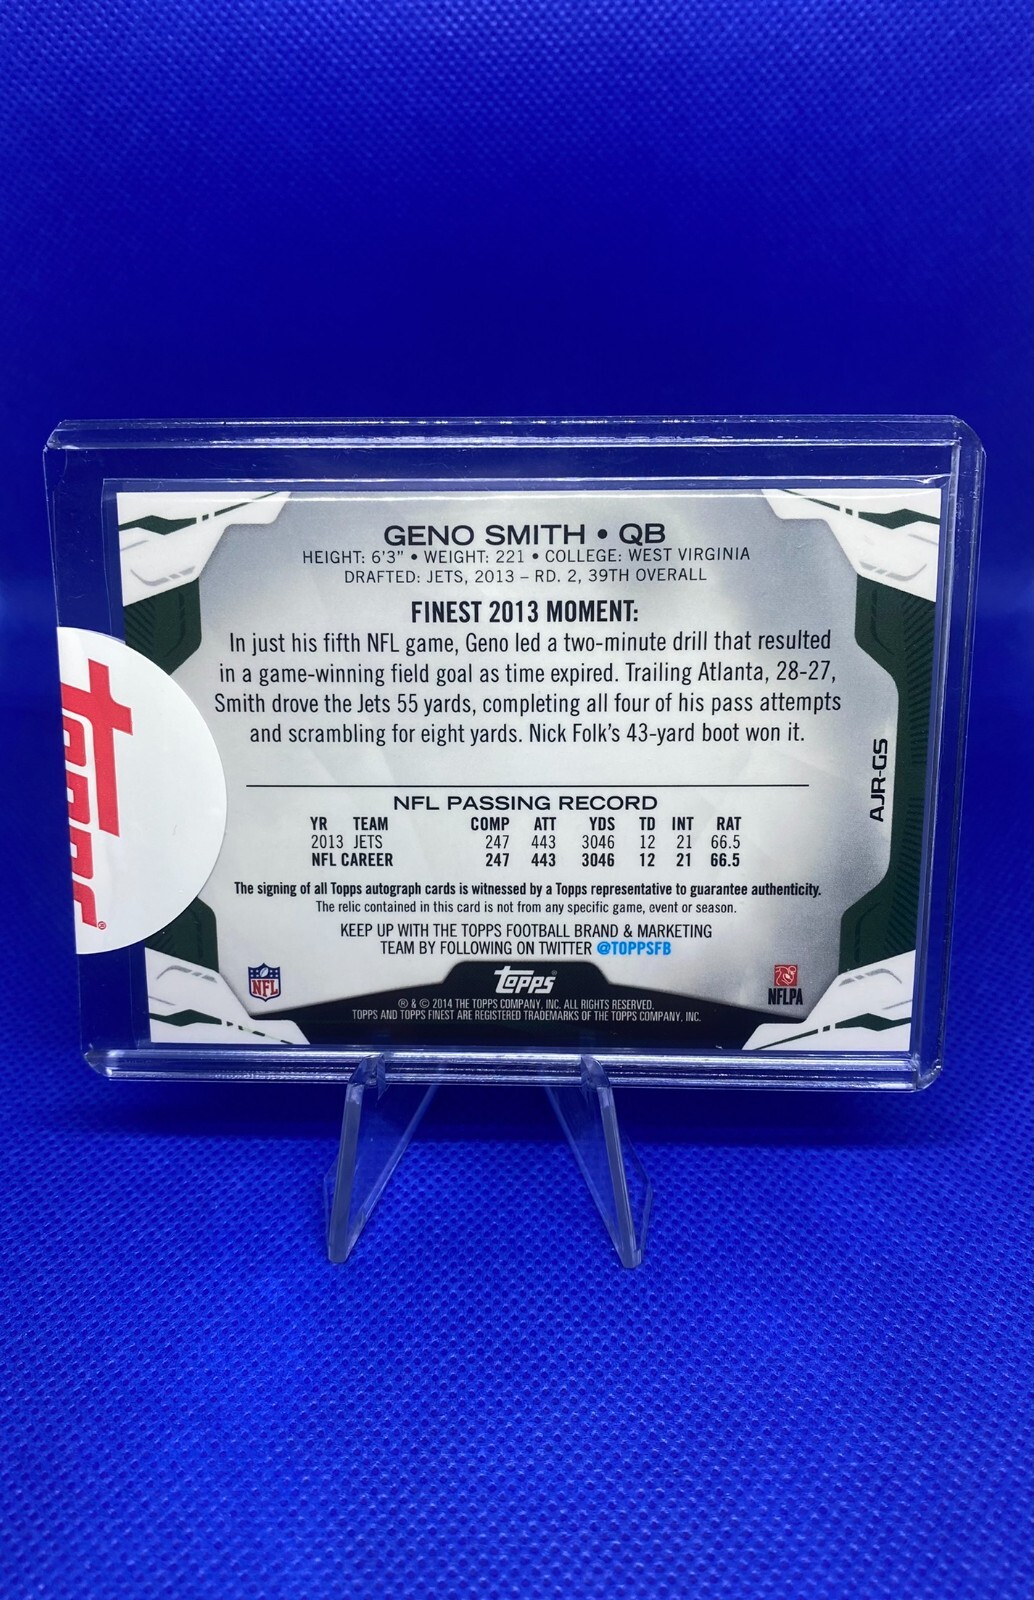 GENO SMITH • QB
HEIGHT: 6'3" • WEIGHT: 221 • COLLEGE: WEST VIRGINIA
DRAFTED: JETS, 2013 – RD. 2, 39TH OVERALL
FINEST 2013 MOMENT:
In just his fifth NFL game, Geno led a two-minute drill that resulted
in a game-winning field goal as time expired. Trailing Atlanta, 28-27,
Smith drove the Jets 55 yards, completing all four of his pass attempts
and scrambling for eight yards. Nick Folk's 43-yard boot won it.
AJR-GS
NFL PASSING RECORD
YR TEAM COMP ATT YDS TD INT RAT
2013 JETS 247 443 3046 12 21 66.5
NFL CAREER 247 443 3046 12 21 66.5
The signing of all Topps autograph cards is witnessed by a Topps representative to guarantee authenticity.
The relic contained in this card is not from any specific game, event or season.
KEEP UP WITH THE TOPPS FOOTBALL BRAND & MARKETING
TEAM BY FOLLOWING ON TWITTER @TOPPSFB
NFL
Topps®
NFLPA
® & © 2014 THE TOPPS COMPANY, INC. ALL RIGHTS RESERVED.
TOPPS AND TOPPS FINEST ARE REGISTERED TRADEMARKS OF THE TOPPS COMPANY, INC.
Topps®